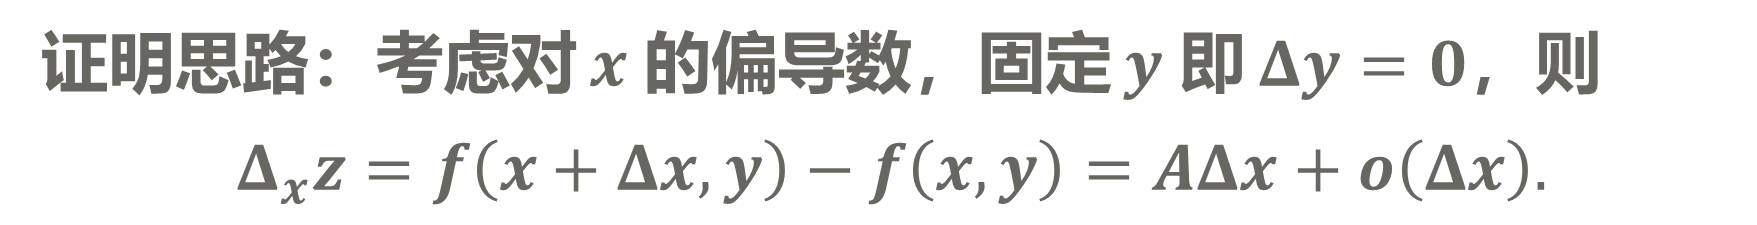 证明思路：考虑对 x 的偏导数，固定 y 即 Δy = 0，则
Δₓz = f(x + Δx, y) − f(x, y) = AΔx + o(Δx).